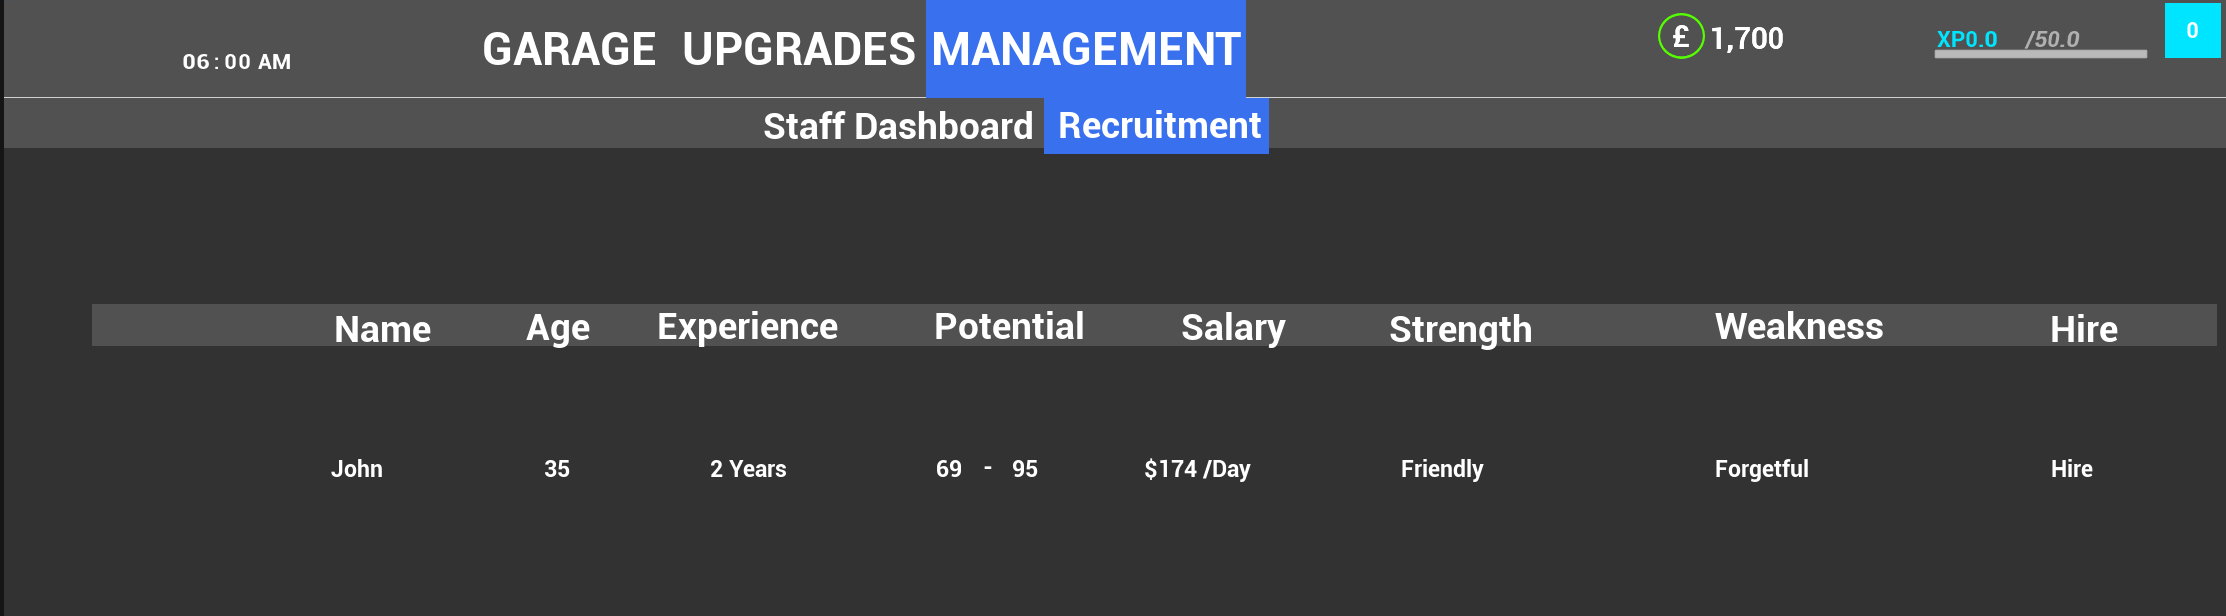 06:00 AM GARAGE UPGRADES MANAGEMENT £ 1,700 XP0.0 /50.0 0
Staff Dashboard Recruitment
Name Age Experience Potential Salary Strength Weakness Hire
John 35 2 Years 69 - 95 $174 /Day Friendly Forgetful Hire